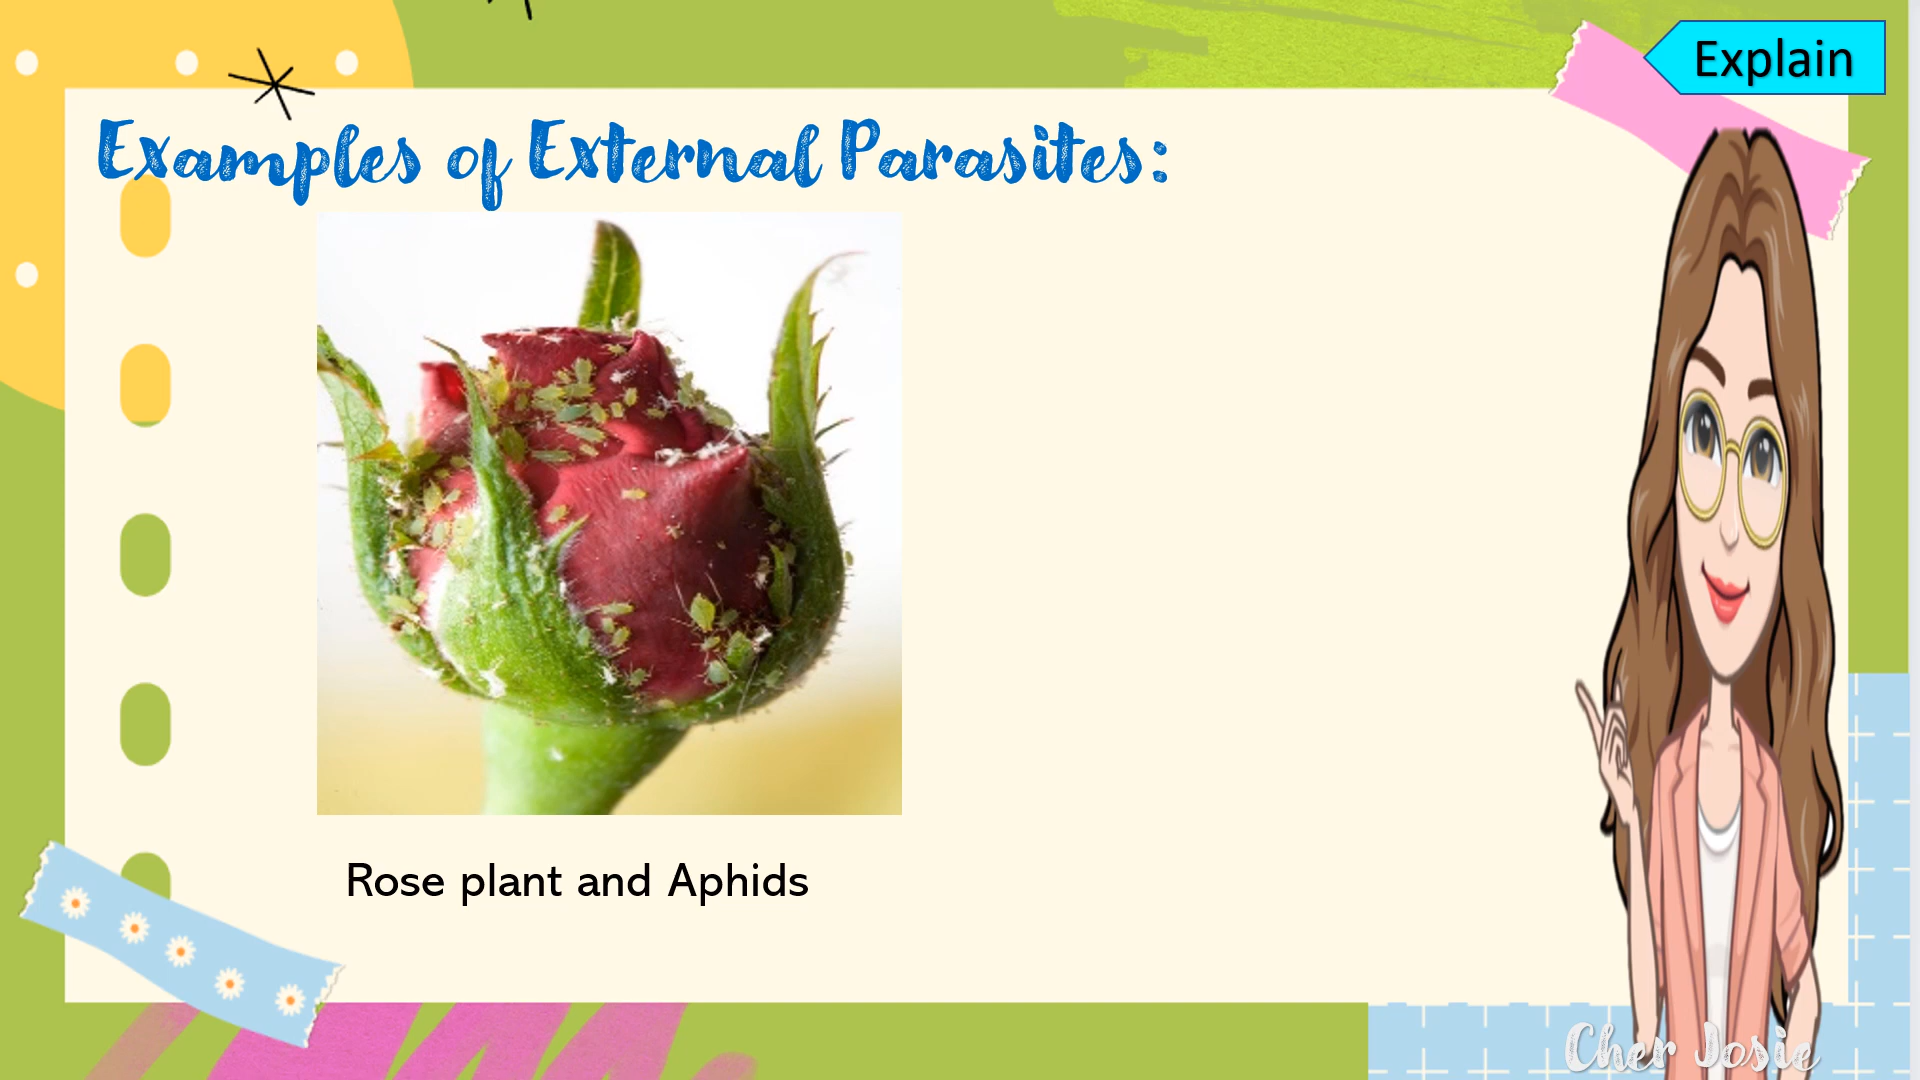 Explain
Examples of External Parasites:
Rose plant and Aphids
Cher Josie